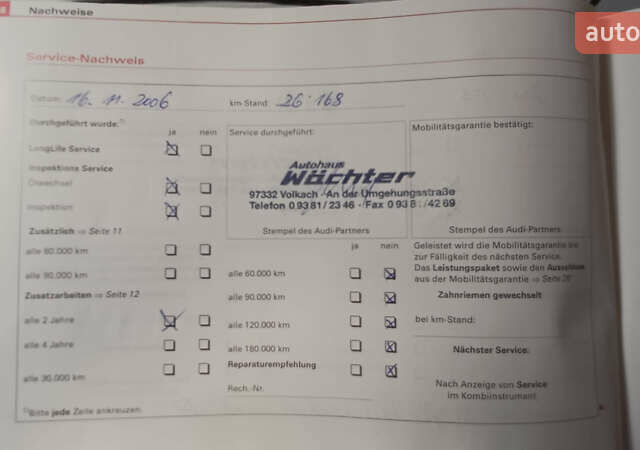 Nachweise
auto
Service-Nachweis
Datum: 16. 11. 2006
km-Stand: 26·168
Durchgeführt wurde:
ja nein
LongLife Service
Inspektions Service
Ölwechsel
Inspektion
Zusätzlich ⇒ Seite 11
alle 60.000 km
alle 90.000 km
Zusatzarbeiten ⇒ Seite 12
alle 2 Jahre
alle 4 Jahre
alle 30.000 km
Service durchgeführt:
Autohaus
Wächter
97332 Volkach · An der Umgehungsstraße
Telefon 0 93 81 / 23 46 · Fax 0 93 8 / 42 69
Stempel des Audi-Partners
ja nein
alle 60.000 km
alle 90.000 km
alle 120.000 km
alle 180.000 km
Reparaturempfehlung
Rech.-Nr.
Mobilitätsgarantie bestätigt:
Stempel des Audi-Partners
Geleistet wird die Mobilitätsgarantie bis
zur Fälligkeit des nächsten Service.
Das Leistungspaket sowie den Ausschluss
aus der Mobilitätsgarantie ⇒ Seite 26
Zahnriemen gewechselt
bei km-Stand:
Nächster Service:
Nach Anzeige von Service
im Kombiinstrument
Bitte jede Zeile ankreuzen.